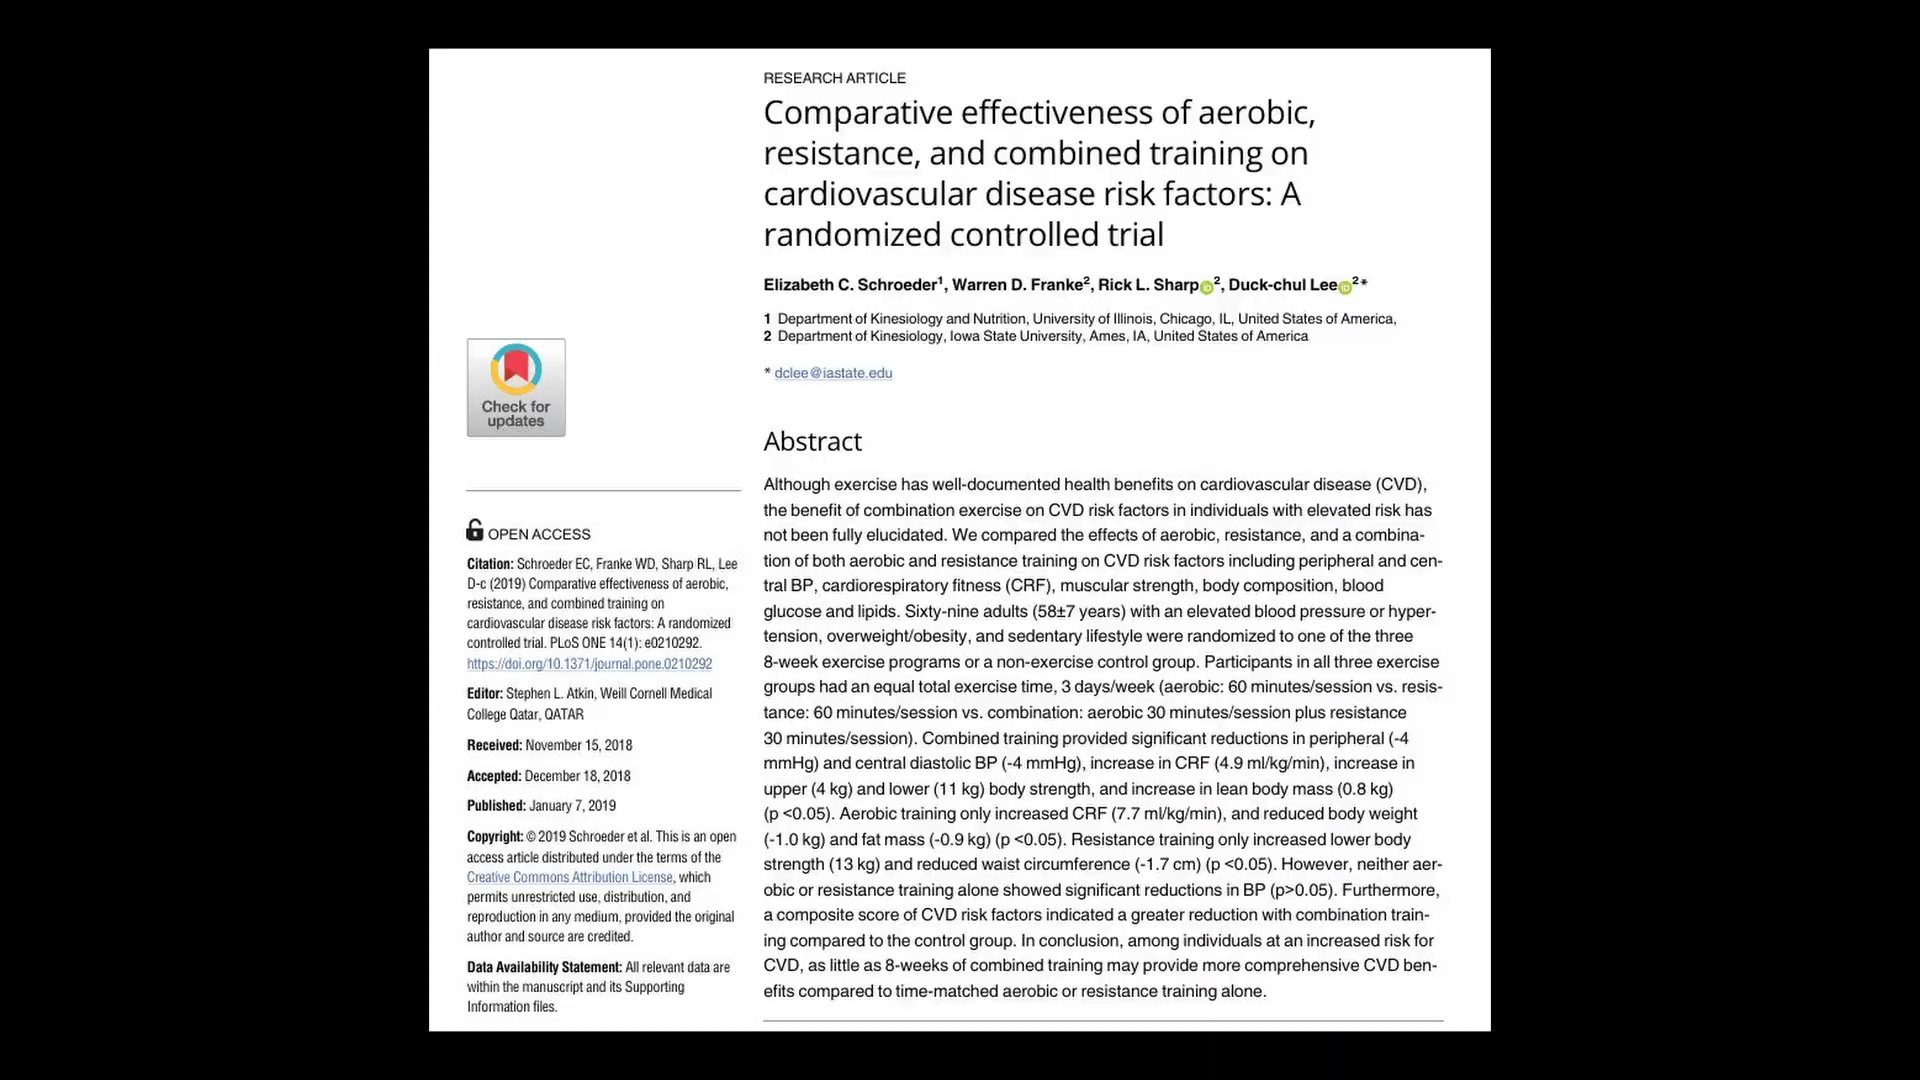 RESEARCH ARTICLE
Comparative effectiveness of aerobic,
resistance, and combined training on
cardiovascular disease risk factors: A
randomized controlled trial
Elizabeth C. Schroeder1, Warren D. Franke2, Rick L. Sharp iD 2, Duck-chul Lee iD 2*
1 Department of Kinesiology and Nutrition, University of Illinois, Chicago, IL, United States of America,
2 Department of Kinesiology, Iowa State University, Ames, IA, United States of America
* dclee@iastate.edu
Check for
updates
OPEN ACCESS
Citation: Schroeder EC, Franke WD, Sharp RL, Lee
D-c (2019) Comparative effectiveness of aerobic,
resistance, and combined training on
cardiovascular disease risk factors: A randomized
controlled trial. PLoS ONE 14(1): e0210292.
https://doi.org/10.1371/journal.pone.0210292
Editor: Stephen L. Atkin, Weill Cornell Medical
College Qatar, QATAR
Received: November 15, 2018
Accepted: December 18, 2018
Published: January 7, 2019
Copyright: © 2019 Schroeder et al. This is an open
access article distributed under the terms of the
Creative Commons Attribution License, which
permits unrestricted use, distribution, and
reproduction in any medium, provided the original
author and source are credited.
Data Availability Statement: All relevant data are
within the manuscript and its Supporting
Information files.
Abstract
Although exercise has well-documented health benefits on cardiovascular disease (CVD),
the benefit of combination exercise on CVD risk factors in individuals with elevated risk has
not been fully elucidated. We compared the effects of aerobic, resistance, and a combina-
tion of both aerobic and resistance training on CVD risk factors including peripheral and cen-
tral BP, cardiorespiratory fitness (CRF), muscular strength, body composition, blood
glucose and lipids. Sixty-nine adults (58±7 years) with an elevated blood pressure or hyper-
tension, overweight/obesity, and sedentary lifestyle were randomized to one of the three
8-week exercise programs or a non-exercise control group. Participants in all three exercise
groups had an equal total exercise time, 3 days/week (aerobic: 60 minutes/session vs. resis-
tance: 60 minutes/session vs. combination: aerobic 30 minutes/session plus resistance
30 minutes/session). Combined training provided significant reductions in peripheral (-4
mmHg) and central diastolic BP (-4 mmHg), increase in CRF (4.9 ml/kg/min), increase in
upper (4 kg) and lower (11 kg) body strength, and increase in lean body mass (0.8 kg)
(p <0.05). Aerobic training only increased CRF (7.7 ml/kg/min), and reduced body weight
(-1.0 kg) and fat mass (-0.9 kg) (p <0.05). Resistance training only increased lower body
strength (13 kg) and reduced waist circumference (-1.7 cm) (p <0.05). However, neither aer-
obic or resistance training alone showed significant reductions in BP (p>0.05). Furthermore,
a composite score of CVD risk factors indicated a greater reduction with combination train-
ing compared to the control group. In conclusion, among individuals at an increased risk for
CVD, as little as 8-weeks of combined training may provide more comprehensive CVD ben-
efits compared to time-matched aerobic or resistance training alone.